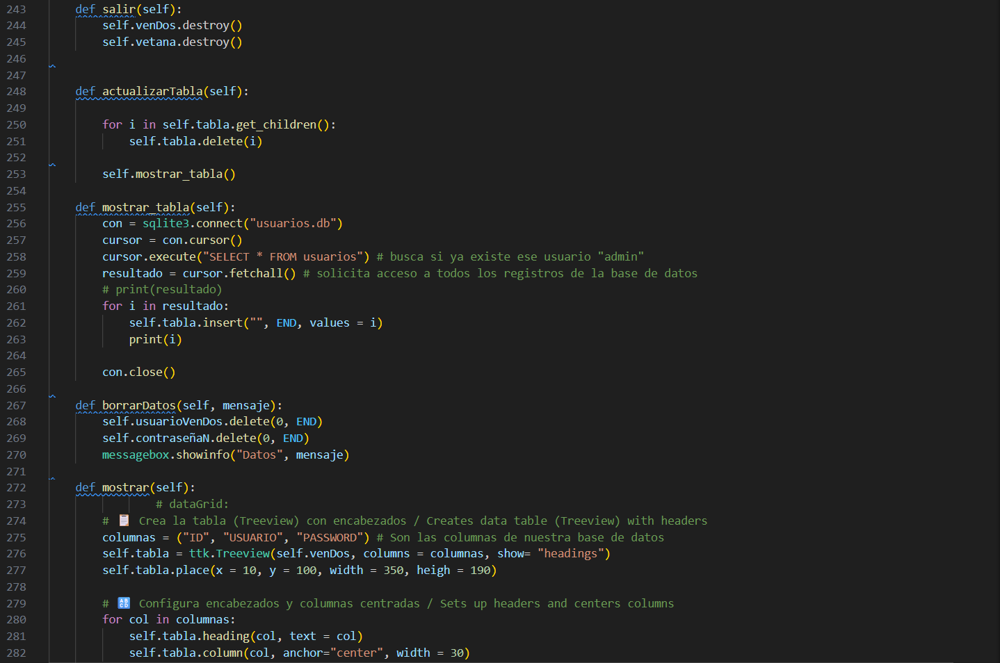 243 def salir(self):
244 self.venDos.destroy()
245 self.vetana.destroy()
246
247
248 def actualizarTabla(self):
249
250 for i in self.tabla.get_children():
251 self.tabla.delete(i)
252
253 self.mostrar_tabla()
254
255 def mostrar_tabla(self):
256 con = sqlite3.connect("usuarios.db")
257 cursor = con.cursor()
258 cursor.execute("SELECT * FROM usuarios") # busca si ya existe ese usuario "admin"
259 resultado = cursor.fetchall() # solicita acceso a todos los registros de la base de datos
260 # print(resultado)
261 for i in resultado:
262 self.tabla.insert("", END, values = i)
263 print(i)
264
265 con.close()
266
267 def borrarDatos(self, mensaje):
268 self.usuarioVenDos.delete(0, END)
269 self.contraseñaN.delete(0, END)
270 messagebox.showinfo("Datos", mensaje)
271
272 def mostrar(self):
273 # dataGrid:
274 # 📋 Crea la tabla (Treeview) con encabezados / Creates data table (Treeview) with headers
275 columnas = ("ID", "USUARIO", "PASSWORD") # Son las columnas de nuestra base de datos
276 self.tabla = ttk.Treeview(self.venDos, columns = columnas, show= "headings")
277 self.tabla.place(x = 10, y = 100, width = 350, heigh = 190)
278
279 # 🔠 Configura encabezados y columnas centradas / Sets up headers and centers columns
280 for col in columnas:
281 self.tabla.heading(col, text = col)
282 self.tabla.column(col, anchor="center", width = 30)